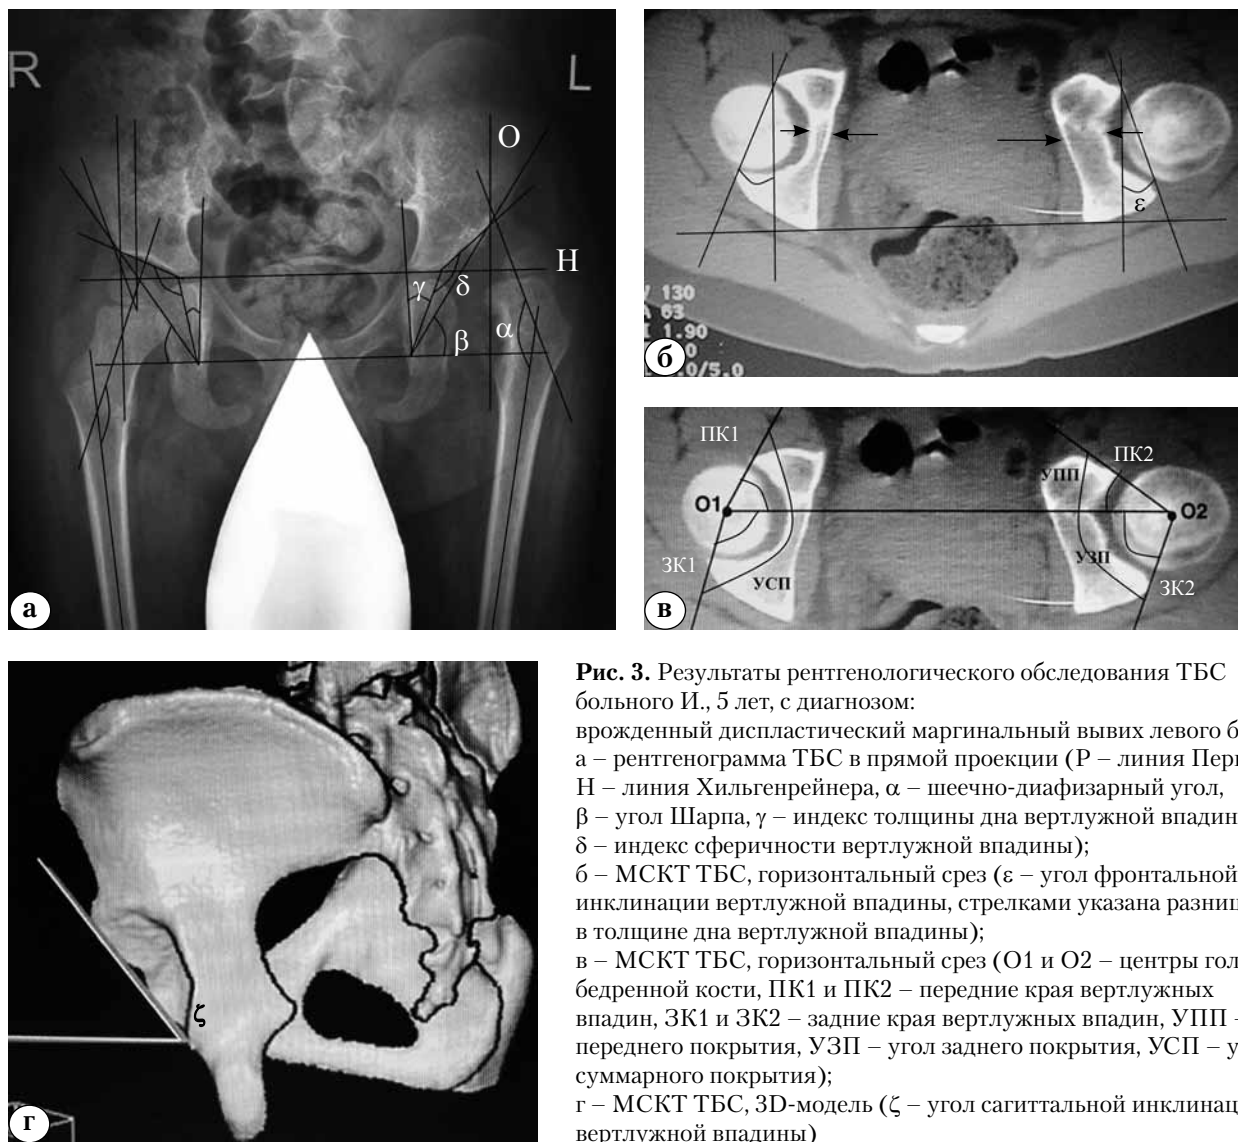 R
L
O
H
γ
δ
β
α
а
ε
V 130
A 63
1.90
0
.0/5.0
б
ПК1
ПК2
УПП
O1
O2
УЗП
ЗК1
УСП
ЗК2
в
ζ
г
Рис. 3. Результаты рентгенологического обследования ТБС
больного И., 5 лет, с диагнозом:
врожденный диспластический маргинальный вывих левого б
а – рентгенограмма ТБС в прямой проекции (Р – линия Перк
Н – линия Хильгенрейнера, α – шеечно-диафизарный угол,
β – угол Шарпа, γ – индекс толщины дна вертлужной впадин
δ – индекс сферичности вертлужной впадины);
б – МСКТ ТБС, горизонтальный срез (ε – угол фронтальной
инклинации вертлужной впадины, стрелками указана разниц
в толщине дна вертлужной впадины);
в – МСКТ ТБС, горизонтальный срез (О1 и О2 – центры гол
бедренной кости, ПК1 и ПК2 – передние края вертлужных
впадин, ЗК1 и ЗК2 – задние края вертлужных впадин, УПП –
переднего покрытия, УЗП – угол заднего покрытия, УСП – у
суммарного покрытия);
г – МСКТ ТБС, 3D-модель (ζ – угол сагиттальной инклинац
вертлужной впадины)